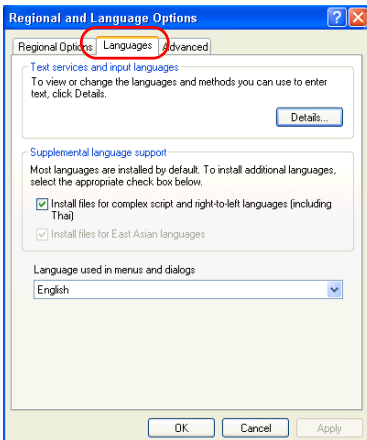 Regional and Language Options
Regional Options Languages Advanced
Text services and input languages
To view or change the languages and methods you can use to enter
text, click Details.
Details...
Supplemental language support
Most languages are installed by default. To install additional languages,
select the appropriate check box below.
Install files for complex script and right-to-left languages (including
Thai)
Install files for East Asian languages
Language used in menus and dialogs
English
OK Cancel Apply